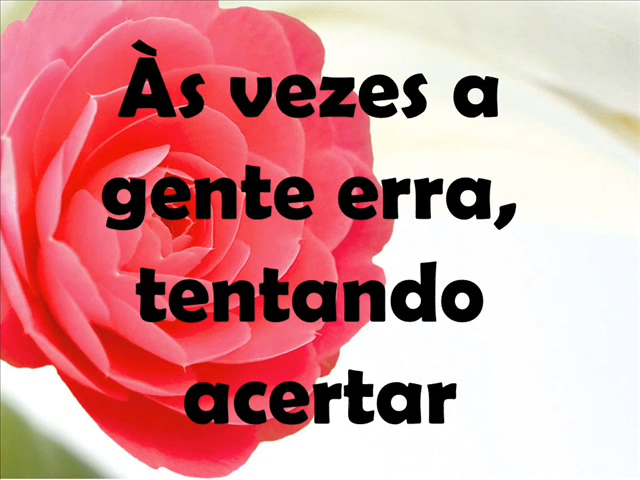 Às vezes a
gente erra,
tentando
acertar